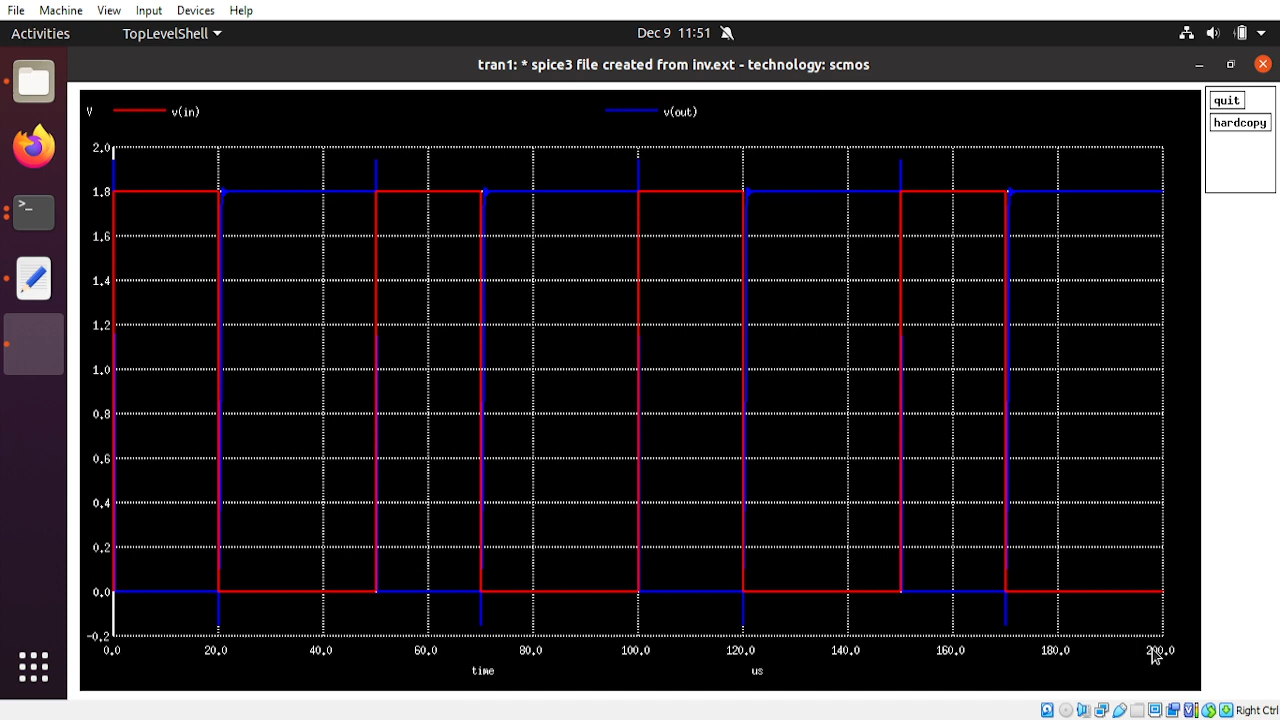 File Machine View Input Devices Help
Activities TopLevelShell Dec 9 11:51
tran1: * spice3 file created from inv.ext - technology: scmos
quit
hardcopy
V v(in) v(out)
2.0
1.8
1.6
1.4
1.2
1.0
0.8
0.6
0.4
0.2
0.0
-0.2
0.0 20.0 40.0 60.0 80.0 100.0 120.0 140.0 160.0 180.0 200.0
time us
Right Ctrl